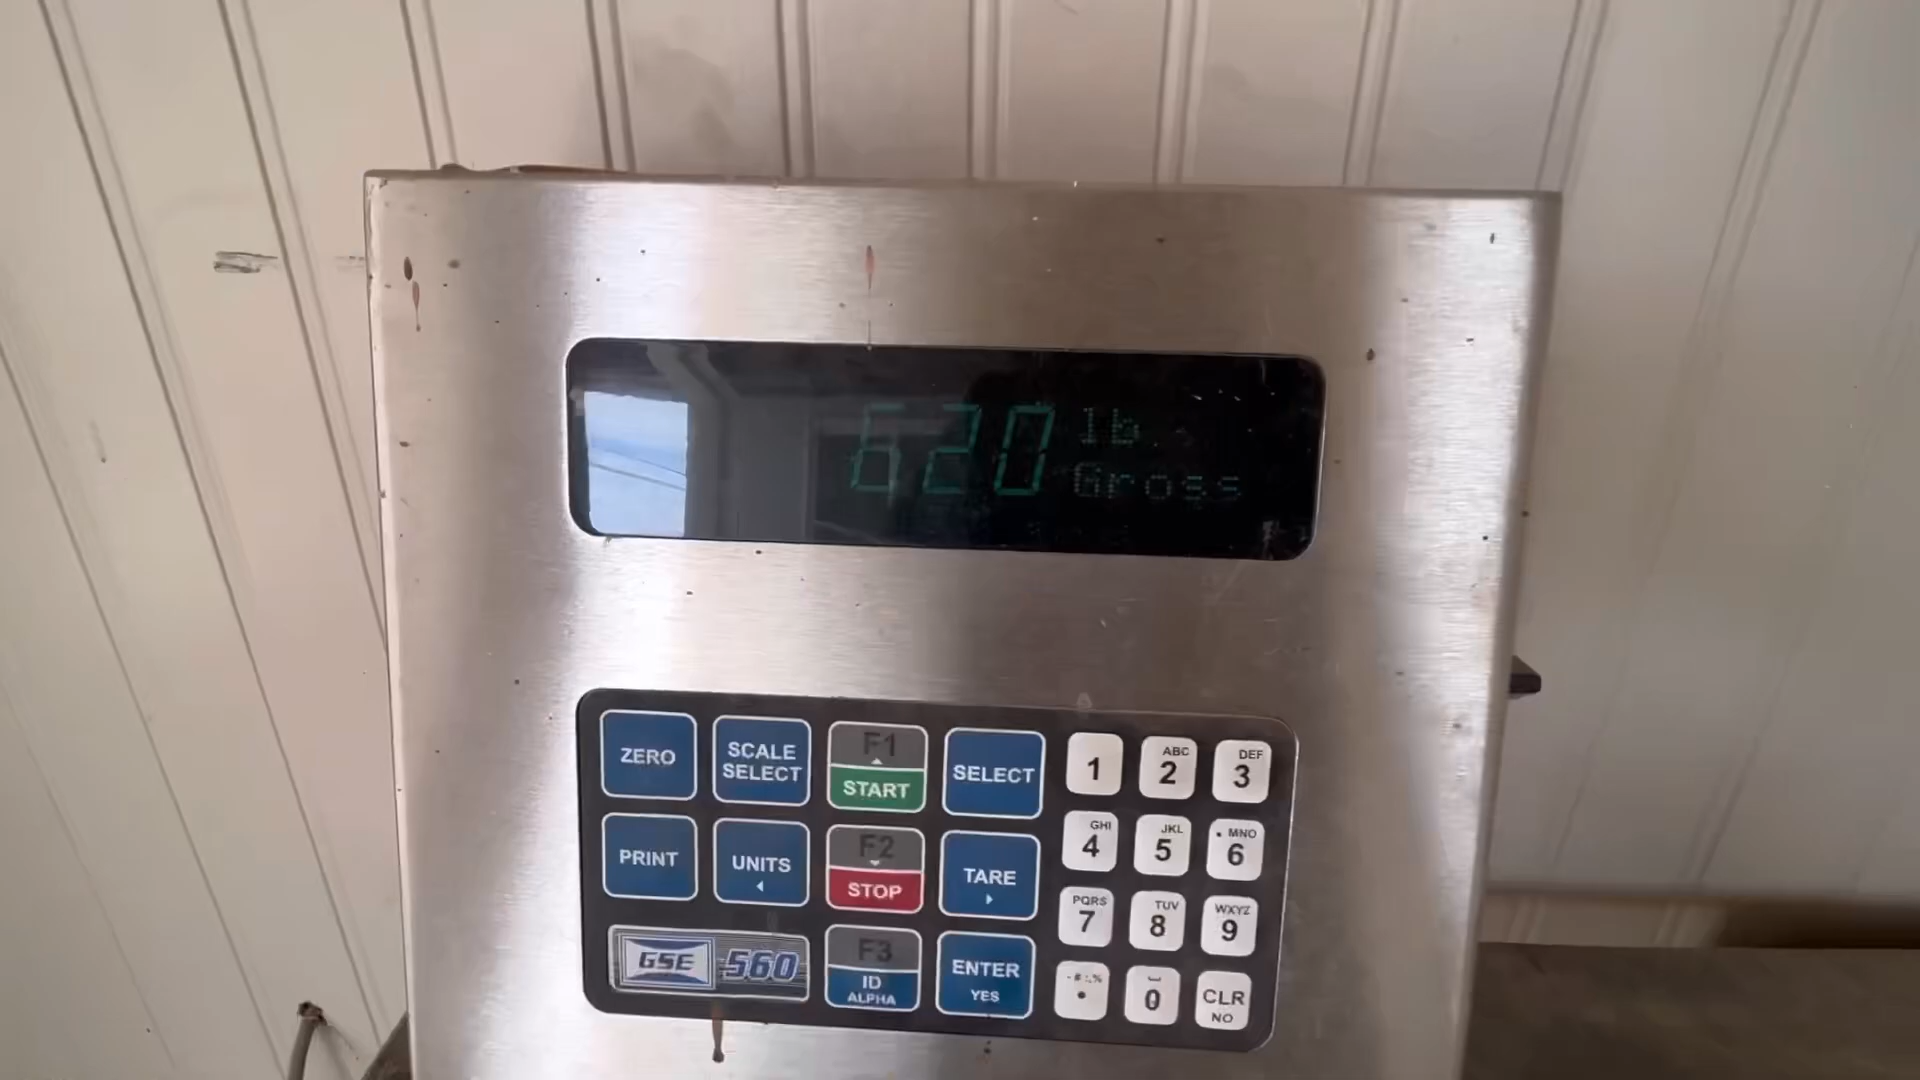 620 lb
Gross
ZERO
SCALE
SELECT
F1
START
SELECT
1
ABC
2
DEF
3
PRINT
UNITS
F2
STOP
TARE
GHI
4
JKL
5
MNO
6
PQRS
7
TUV
8
WXYZ
9
GSE 560
F3
ID
ALPHA
ENTER
YES
0
CLR
NO